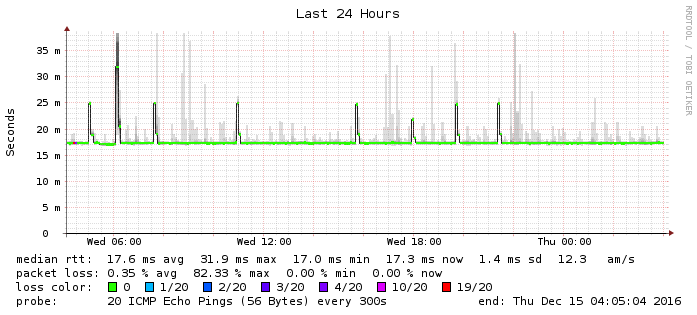 Last 24 Hours
RRDTOOL / TOBI OETIKER
Seconds
35 m
30 m
25 m
20 m
15 m
10 m
5 m
0
Wed 06:00 Wed 12:00 Wed 18:00 Thu 00:00
median rtt: 17.6 ms avg 31.9 ms max 17.0 ms min 17.3 ms now 1.4 ms sd 12.3 am/s
packet loss: 0.35 % avg 82.33 % max 0.00 % min 0.00 % now
loss color: 0 1/20 2/20 3/20 4/20 10/20 19/20
probe: 20 ICMP Echo Pings (56 Bytes) every 300s end: Thu Dec 15 04:05:04 2016